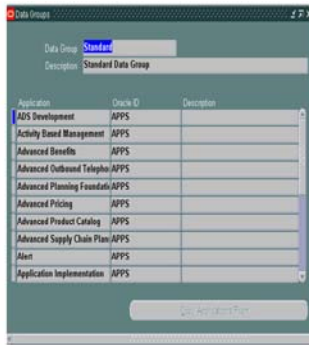 Data Groups
Data Group Standard
Description Standard Data Group
Application Oracle ID Description
ADS Development APPS
Activity Based Management APPS
Advanced Benefits APPS
Advanced Outbound Telepho APPS
Advanced Planning Foundati APPS
Advanced Pricing APPS
Advanced Product Catalog APPS
Advanced Supply Chain Plan APPS
Alert APPS
Application Implementation APPS